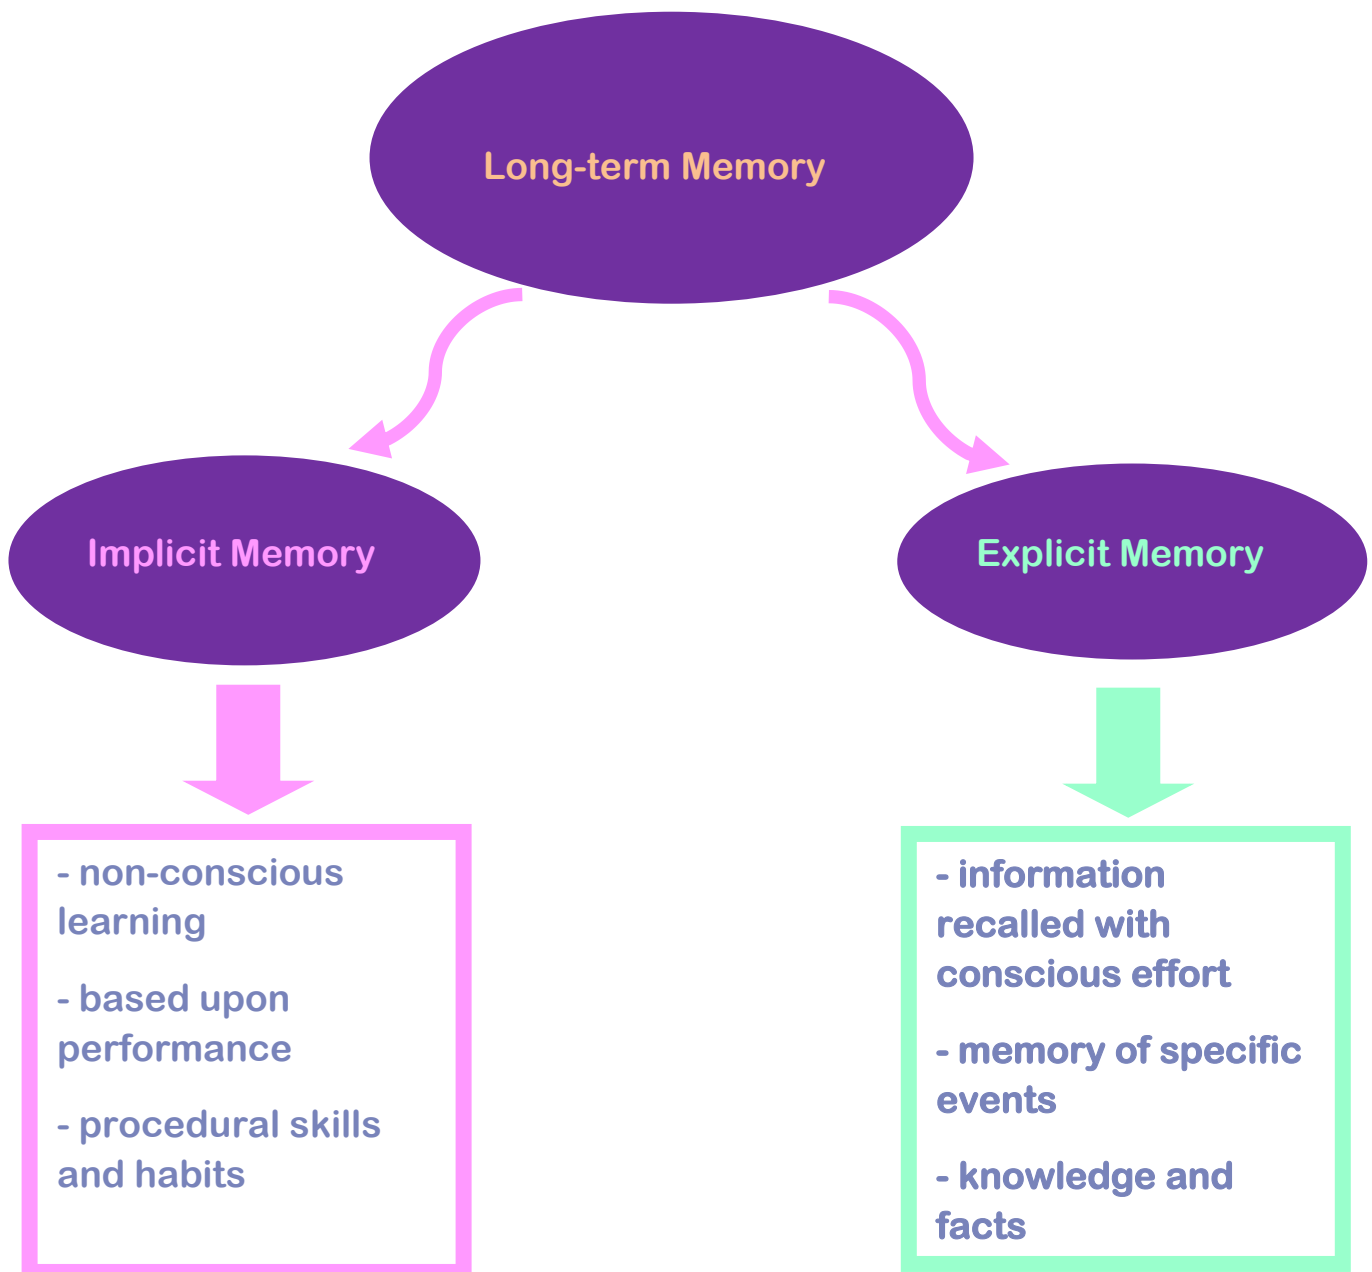 Long-term Memory
Implicit Memory
Explicit Memory
- non-conscious
learning
- based upon
performance
- procedural skills
and habits
- information
recalled with
conscious effort
- memory of specific
events
- knowledge and
facts